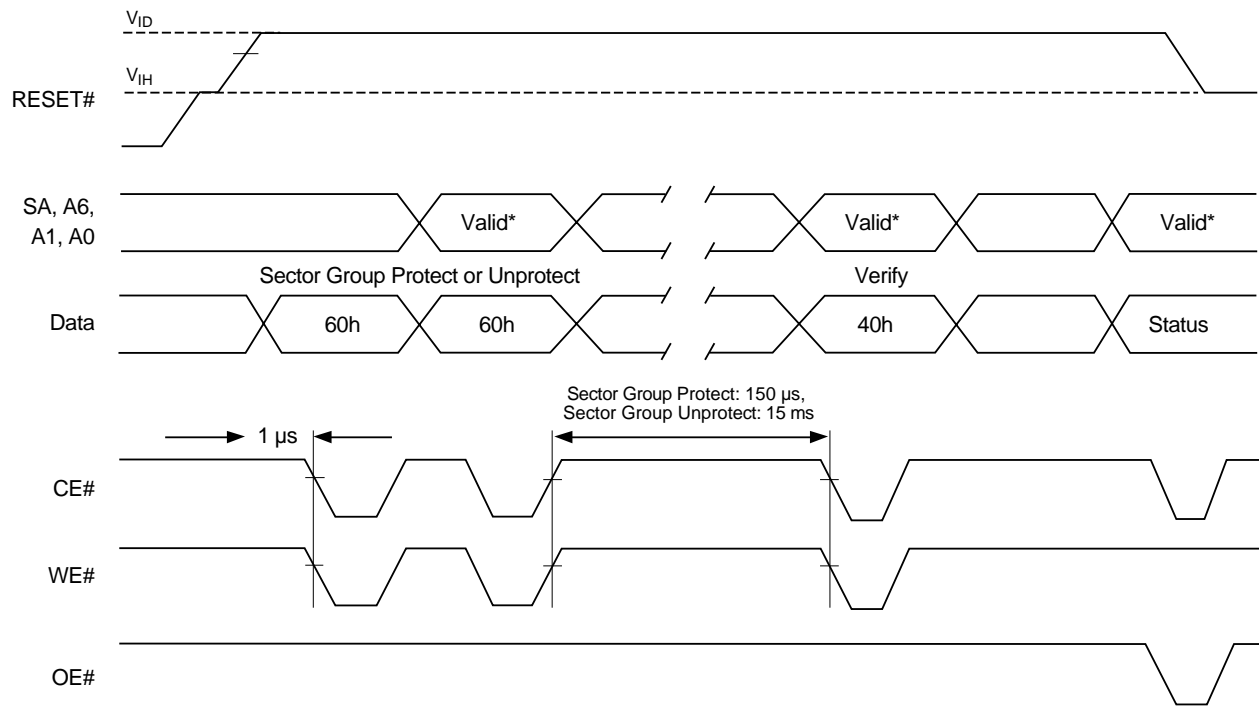 VID
VIH
RESET#
SA, A6,
A1, A0
Valid*
Valid*
Valid*
Sector Group Protect or Unprotect
Verify
Data
60h
60h
40h
Status
Sector Group Protect: 150 µs,
Sector Group Unprotect: 15 ms
1 µs
CE#
WE#
OE#